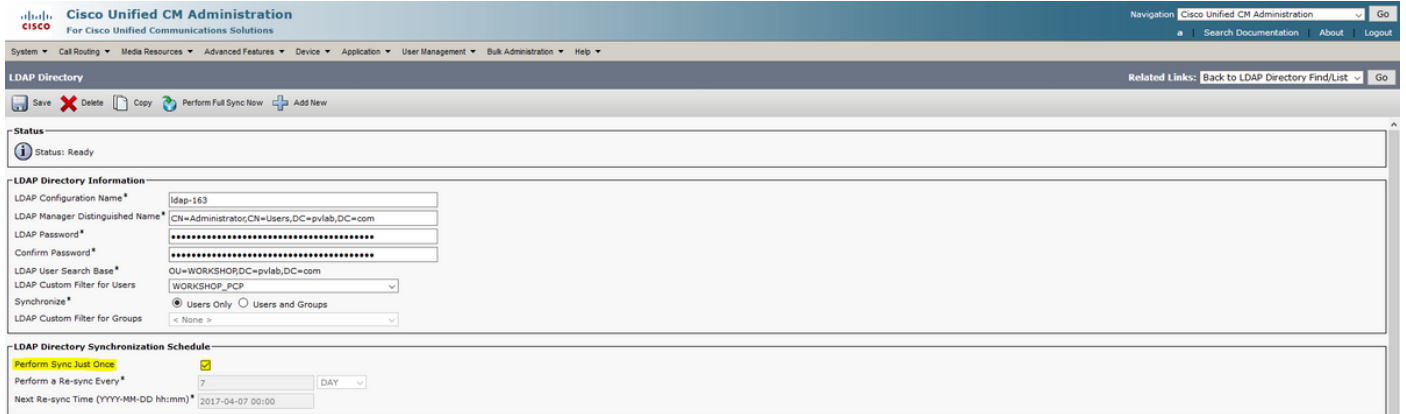 Cisco Unified CM Administration
Navigation Cisco Unified CM Administration Go
CISCO For Cisco Unified Communications Solutions
a | Search Documentation | About | Logout
System Call Routing Media Resources Advanced Features Device Application User Management Bulk Administration Help
LDAP Directory Related Links: Back to LDAP Directory Find/List Go
Save Delete Copy Perform Full Sync Now Add New
Status
Status: Ready
LDAP Directory Information
LDAP Configuration Name* ldap-163
LDAP Manager Distinguished Name* CN=Administrator,CN=Users,DC=pvlab,DC=com
LDAP Password* ••••••••••••••••••••••••••••••••••••••••
Confirm Password* ••••••••••••••••••••••••••••••••••••••••
LDAP User Search Base* OU=WORKSHOP,DC=pvlab,DC=com
LDAP Custom Filter for Users WORKSHOP_PCP
Synchronize* Users Only Users and Groups
LDAP Custom Filter for Groups < None >
LDAP Directory Synchronization Schedule
Perform Sync Just Once
Perform a Re-sync Every* 7 DAY
Next Re-sync Time (YYYY-MM-DD hh:mm)* 2017-04-07 00:00